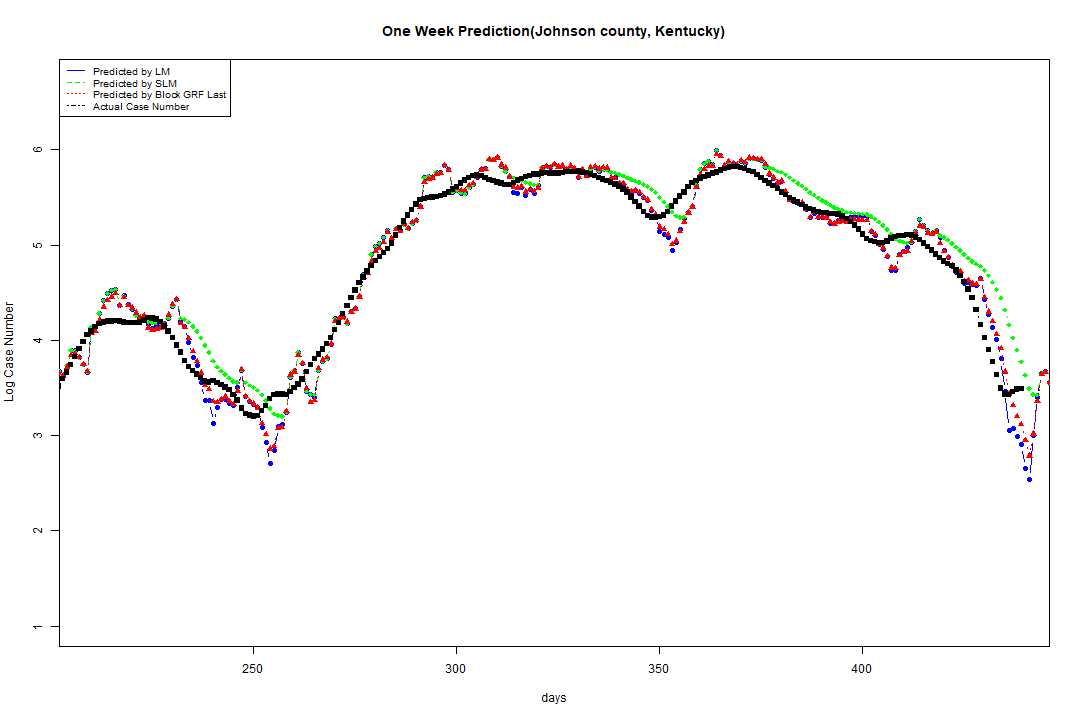 One Week Prediction(Johnson county, Kentucky)
Predicted by LM
Predicted by SLM
Predicted by Block GRF Last
Actual Case Number
6
5
4
3
2
1
Log Case Number
250 300 350 400
days